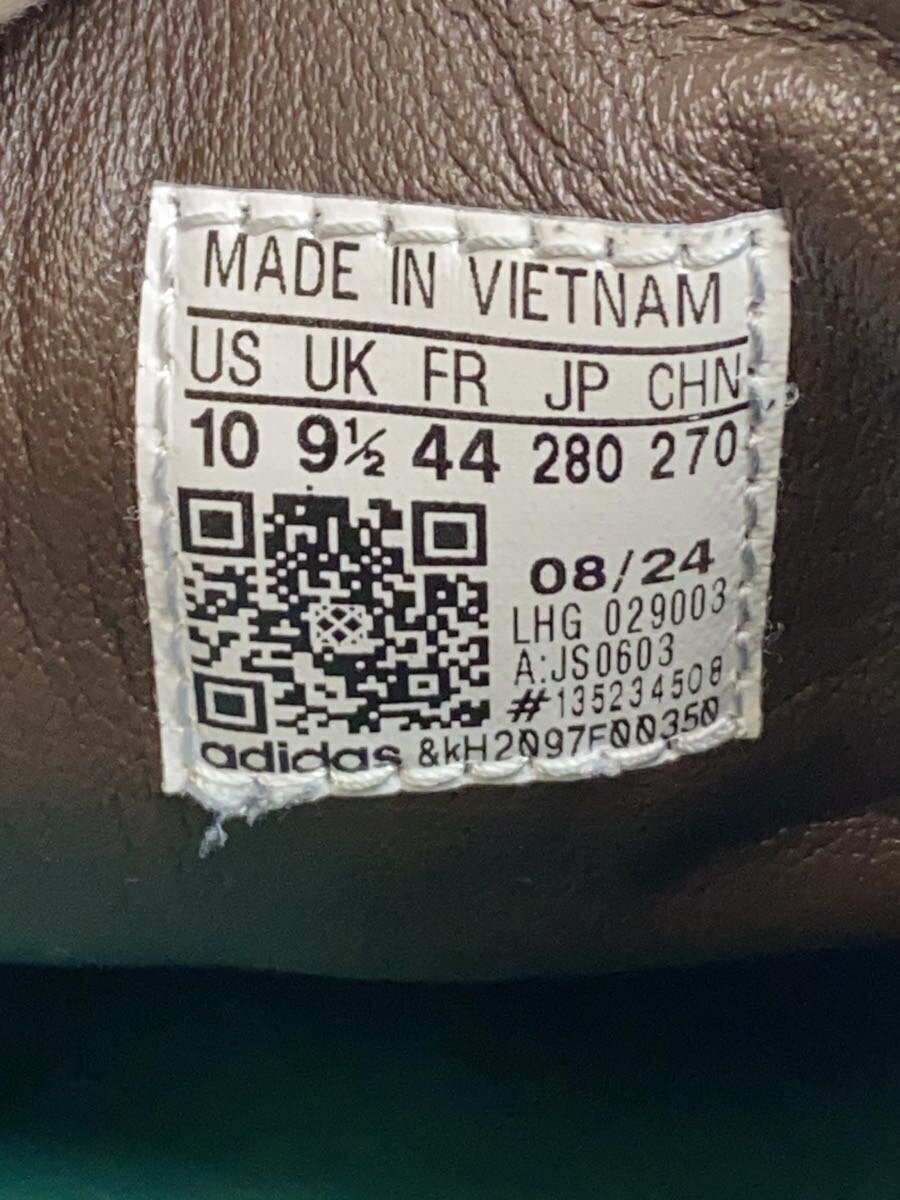 MADE IN VIETNAM
US UK FR JP CHN
10 9½ 44 280 270
08/24
LHG 029003
A:JS0603
#135234508
adidas &kH2097F00350